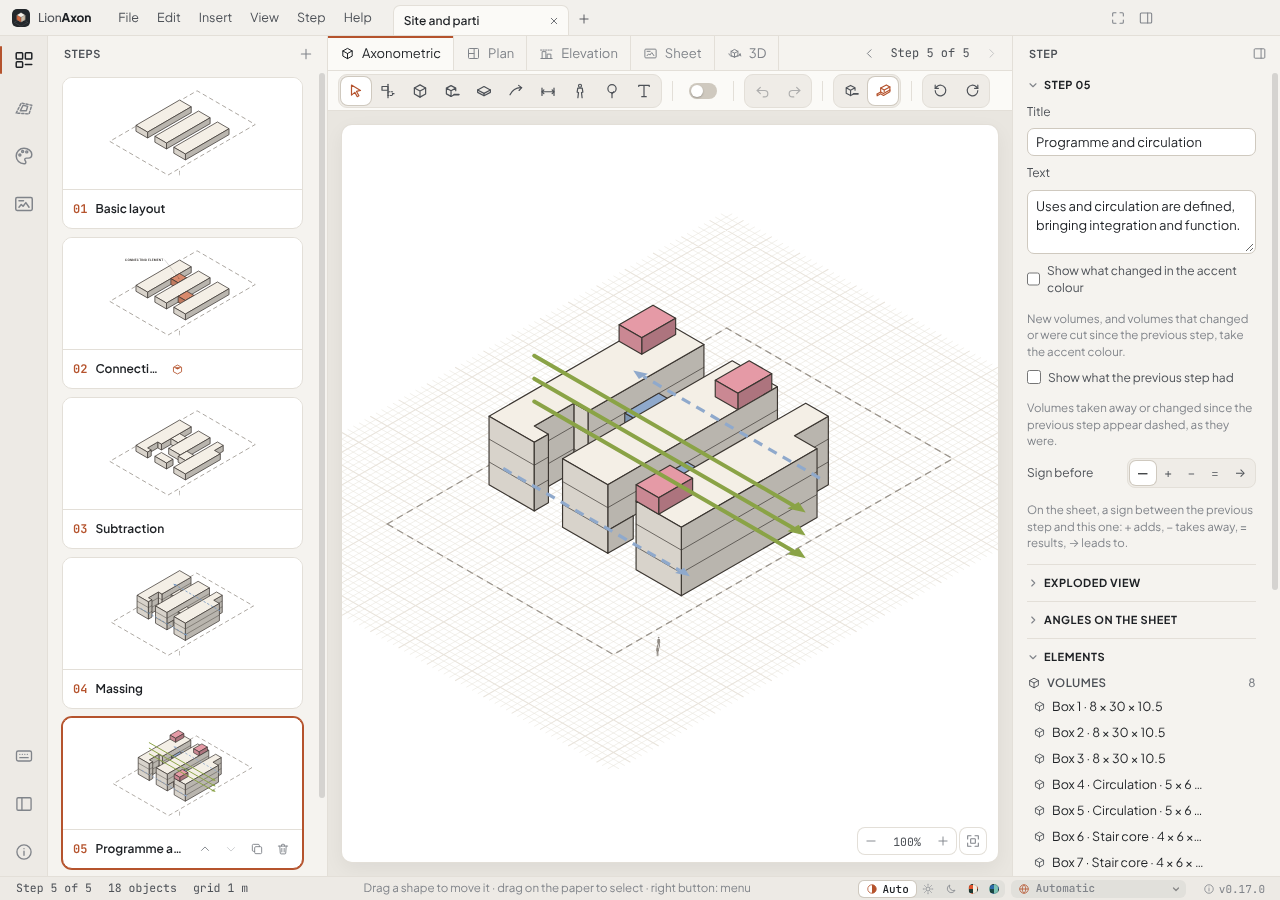 LionAxon File Edit Insert View Step Help Site and parti
STEPS
Axonometric Plan Elevation Sheet 3D Step 5 of 5
STEP
01 Basic layout
CONNECTING ELEMENT
02 Connecti...
03 Subtraction
04 Massing
05 Programme a...
100%
STEP 05
Title
Programme and circulation
Text
Uses and circulation are defined,
bringing integration and function.
Show what changed in the accent
colour
New volumes, and volumes that changed
or were cut since the previous step, take
the accent colour.
Show what the previous step had
Volumes taken away or changed since the
previous step appear dashed, as they
were.
Sign before — + − = →
On the sheet, a sign between the previous
step and this one: + adds, − takes away, =
results, → leads to.
EXPLODED VIEW
ANGLES ON THE SHEET
ELEMENTS
VOLUMES 8
Box 1 · 8 × 30 × 10.5
Box 2 · 8 × 30 × 10.5
Box 3 · 8 × 30 × 10.5
Box 4 · Circulation · 5 × 6 ...
Box 5 · Circulation · 5 × 6 ...
Box 6 · Stair core · 4 × 6 ×...
Box 7 · Stair core · 4 × 6 × ...
Step 5 of 5 18 objects grid 1 m Drag a shape to move it · drag on the paper to select · right button: menu Auto Automatic v0.17.0